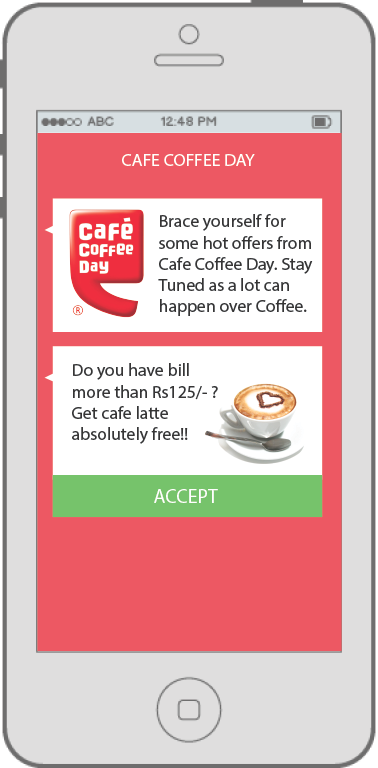 ABC 12:48 PM
CAFE COFFEE DAY
Café
Coffee
Day
®
Brace yourself for
some hot offers from
Cafe Coffee Day. Stay
Tuned as a lot can
happen over Coffee.
Do you have bill
more than Rs125/- ?
Get cafe latte
absolutely free!!
ACCEPT